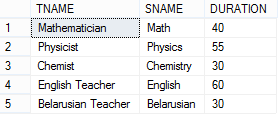 TNAME SNAME DURATION
1 Mathematician Math 40
2 Physicist Physics 55
3 Chemist Chemistry 30
4 English Teacher English 60
5 Belarusian Teacher Belarusian 30